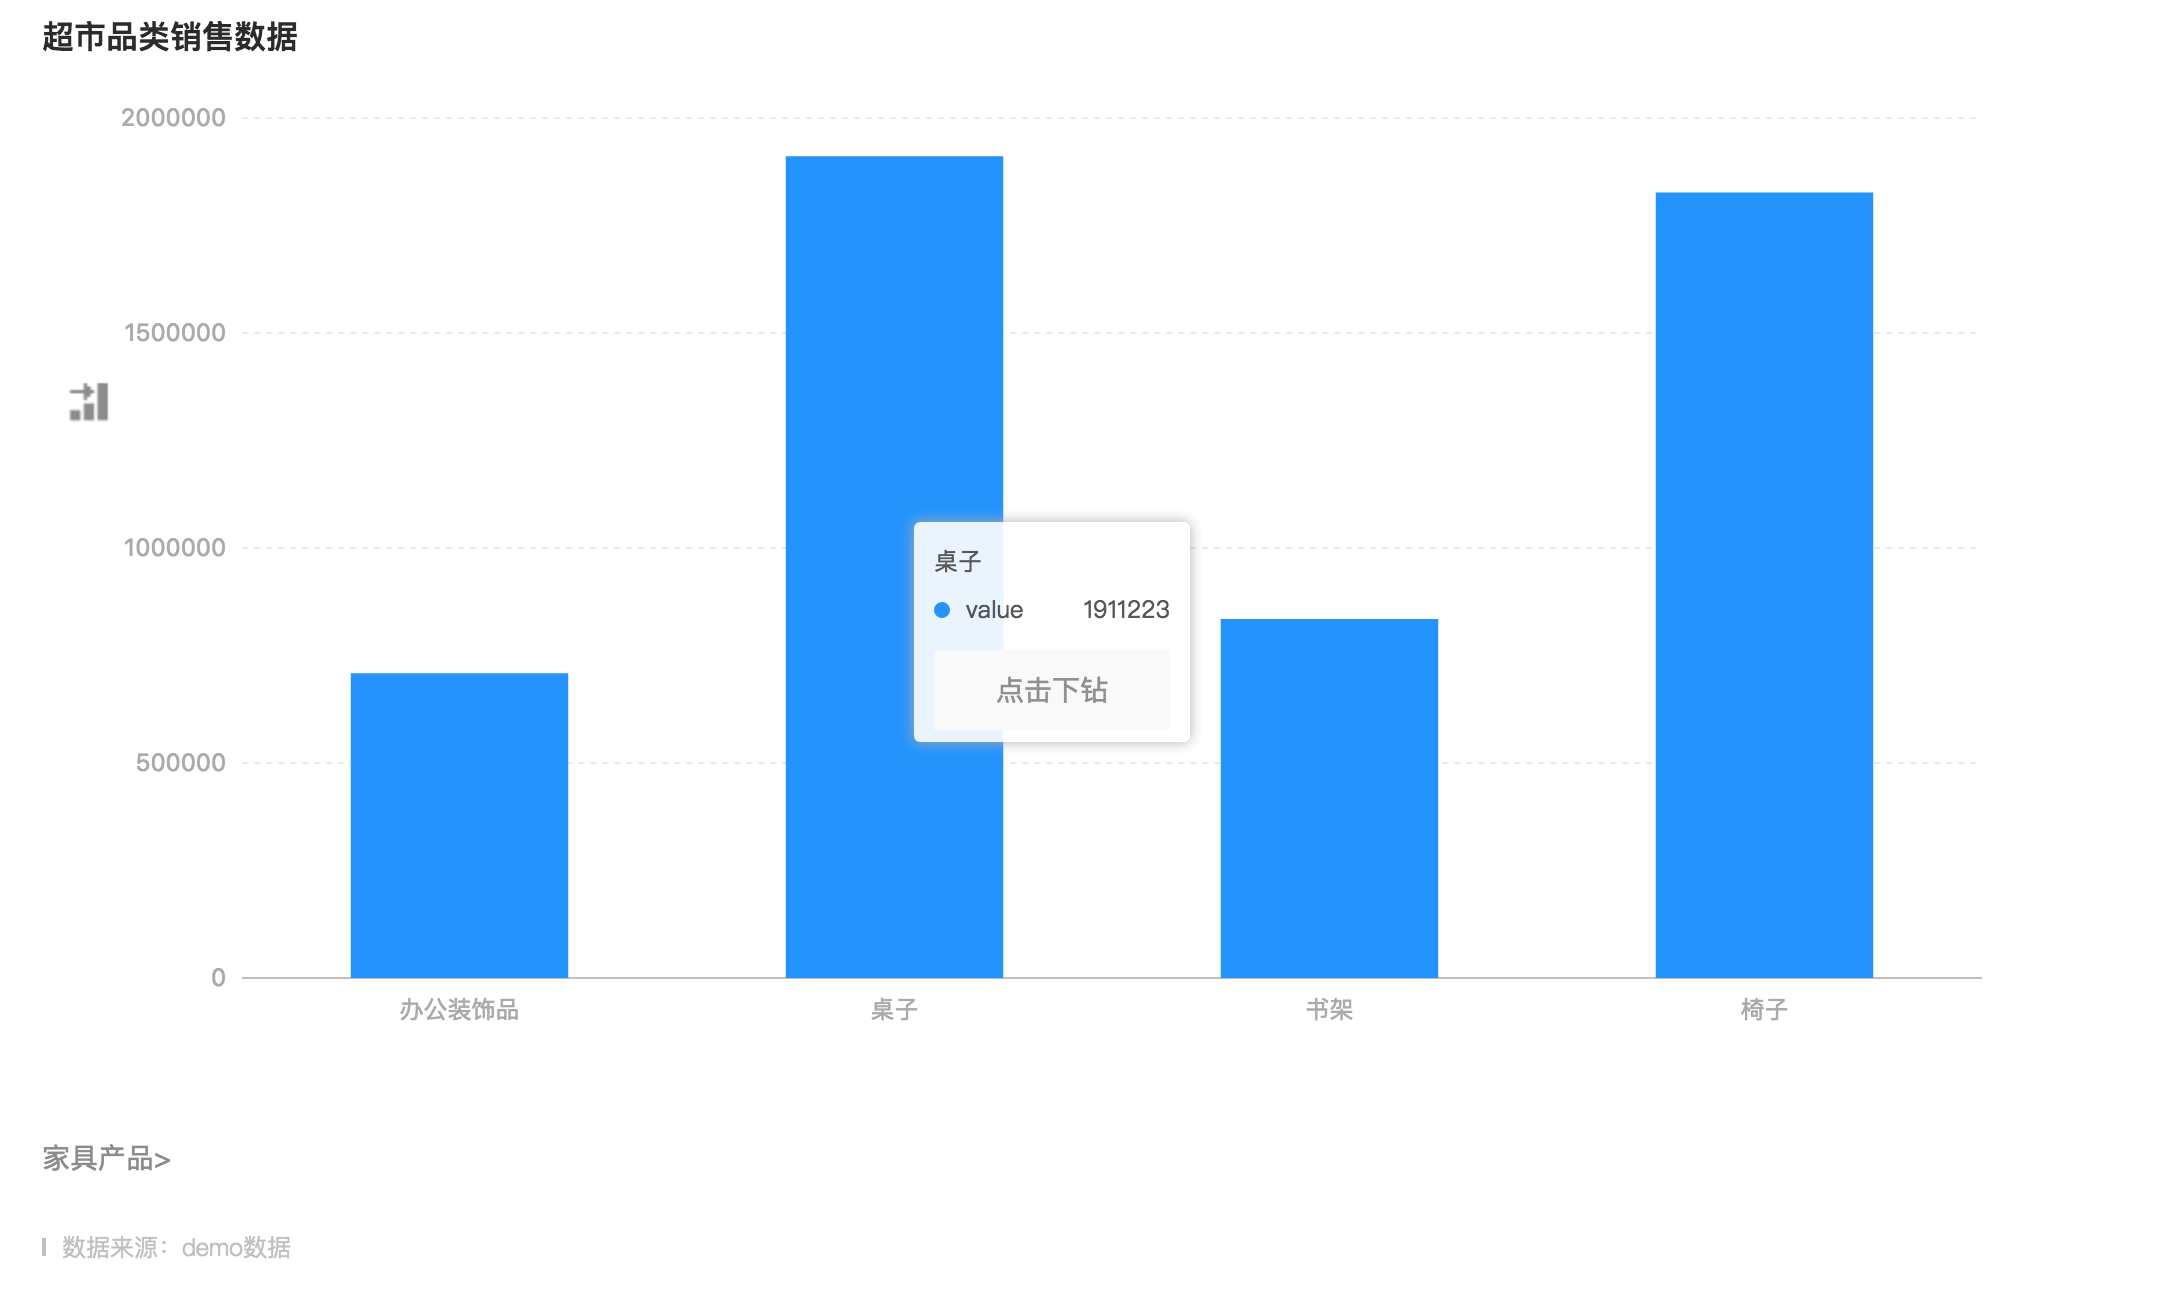 超市品类销售数据
2000000
1500000
1000000
500000
0
桌子
value 1911223
点击下钻
办公装饰品 桌子 书架 椅子
家具产品>
数据来源：demo数据